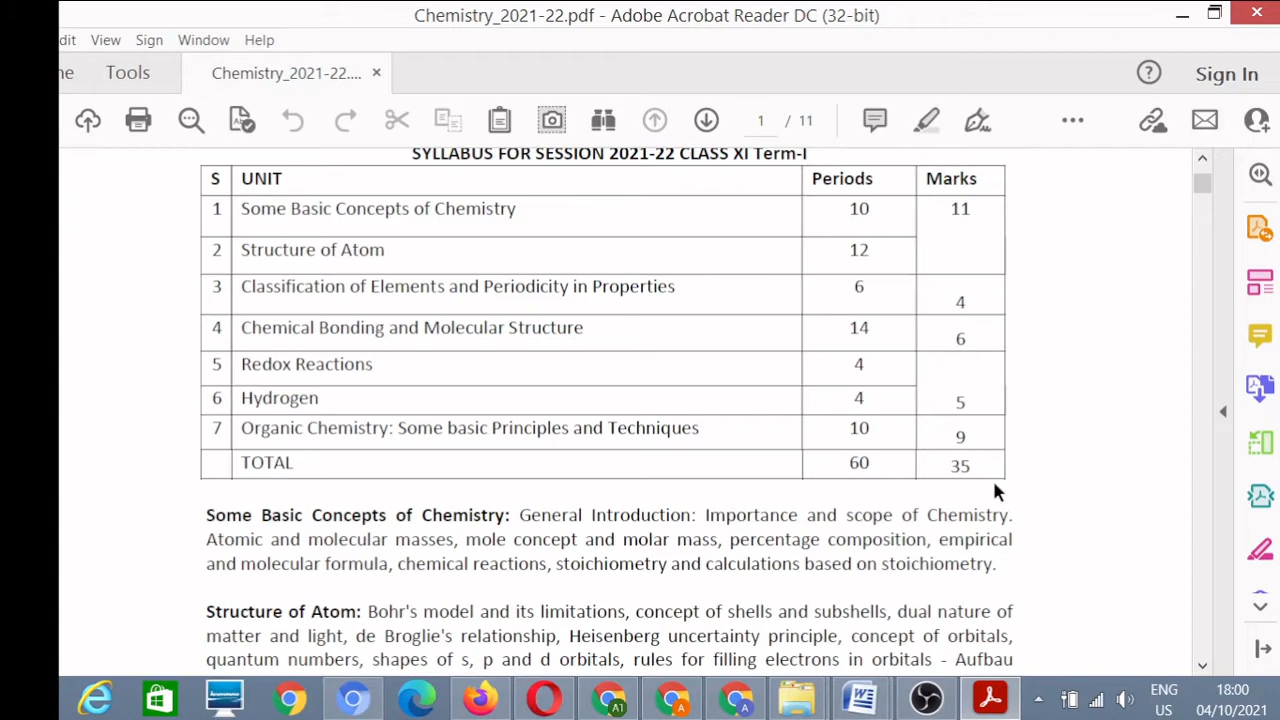 Chemistry_2021-22.pdf - Adobe Acrobat Reader DC (32-bit)
dit View Sign Window Help
ne Tools Chemistry_2021-22.... × ? Sign In
1 / 11
SYLLABUS FOR SESSION 2021-22 CLASS XI Term-I
S UNIT Periods Marks
1 Some Basic Concepts of Chemistry 10 11
2 Structure of Atom 12
3 Classification of Elements and Periodicity in Properties 6 4
4 Chemical Bonding and Molecular Structure 14 6
5 Redox Reactions 4
6 Hydrogen 4 5
7 Organic Chemistry: Some basic Principles and Techniques 10 9
TOTAL 60 35
Some Basic Concepts of Chemistry: General Introduction: Importance and scope of Chemistry.
Atomic and molecular masses, mole concept and molar mass, percentage composition, empirical
and molecular formula, chemical reactions, stoichiometry and calculations based on stoichiometry.
Structure of Atom: Bohr's model and its limitations, concept of shells and subshells, dual nature of
matter and light, de Broglie's relationship, Heisenberg uncertainty principle, concept of orbitals,
quantum numbers, shapes of s, p and d orbitals, rules for filling electrons in orbitals - Aufbau
A1 A A W
ENG 18:00
US 04/10/2021